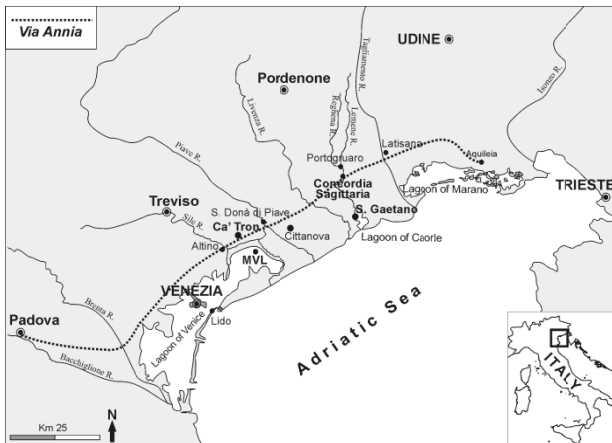 Via Annia
UDINE
Tagliamento R.
Isonzo R.
Pordenone
Livenza R.
Reghena R.
Lemene R.
Piave R.
Latisana
Aquileia
Portogruaro
Concordia
Sagittaria
Lagoon of Marano
TRIESTE
Treviso
S. Donà di Piave
S. Gaetano
Sile R.
Ca' Tron
Cittanova
Lagoon of Caorle
Altino
MVL
VENEZIA
Lagoon of Venice
Lido
Adriatic Sea
Brenta R.
Padova
Bacchiglione R.
ITALY
Km 25
N